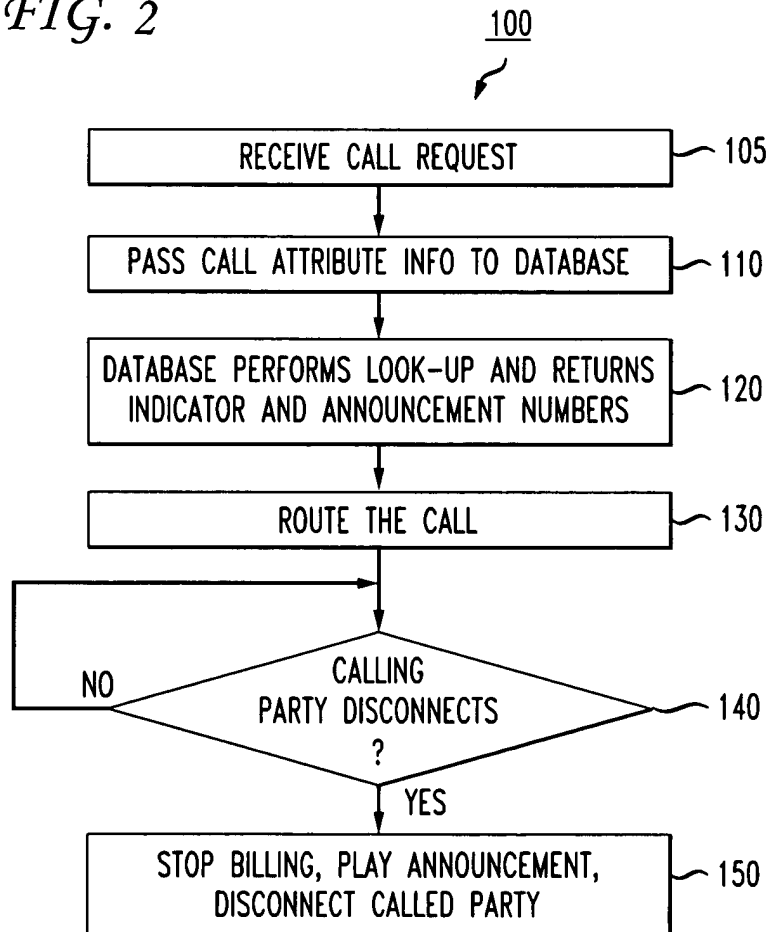 FIG. 2
100
RECEIVE CALL REQUEST
105
PASS CALL ATTRIBUTE INFO TO DATABASE
110
DATABASE PERFORMS LOOK-UP AND RETURNS
INDICATOR AND ANNOUNCEMENT NUMBERS
120
ROUTE THE CALL
130
CALLING
PARTY DISCONNECTS
?
140
NO
YES
STOP BILLING, PLAY ANNOUNCEMENT,
DISCONNECT CALLED PARTY
150